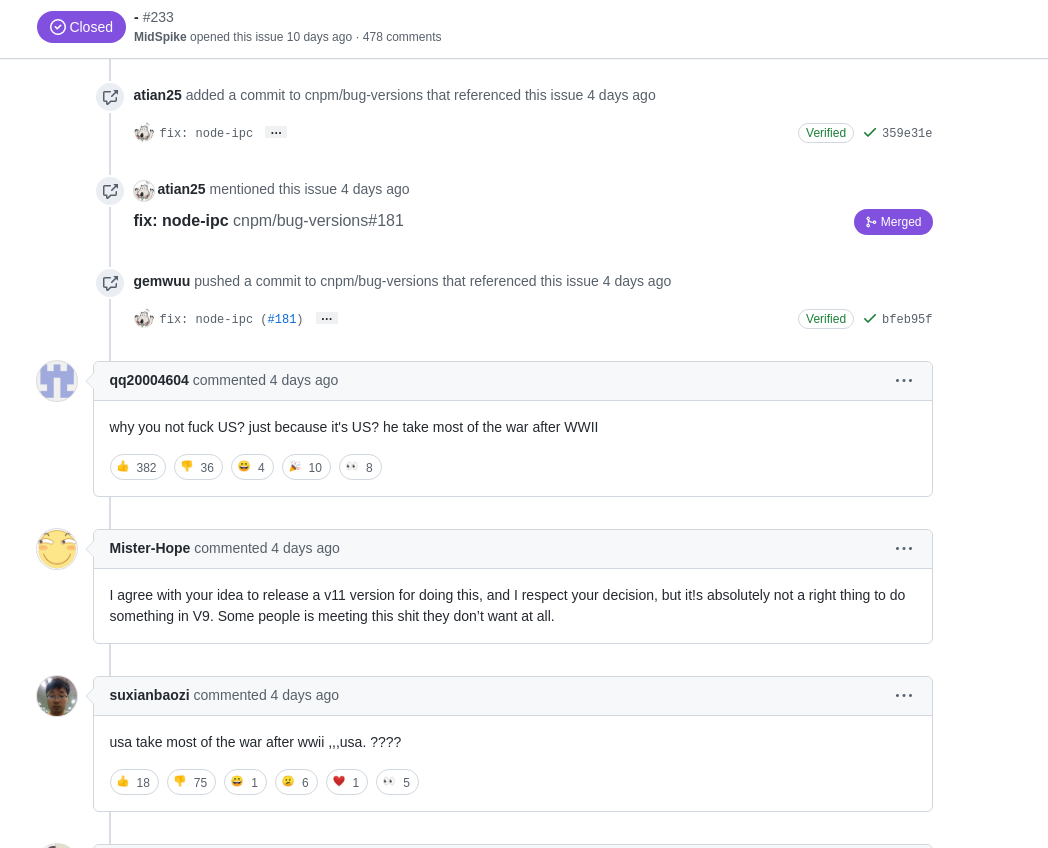 Closed
- #233
MidSpike opened this issue 10 days ago · 478 comments
atian25 added a commit to cnpm/bug-versions that referenced this issue 4 days ago
fix: node-ipc ...
Verified 359e31e
atian25 mentioned this issue 4 days ago
fix: node-ipc cnpm/bug-versions#181
Merged
gemwuu pushed a commit to cnpm/bug-versions that referenced this issue 4 days ago
fix: node-ipc (#181) ...
Verified bfeb95f
qq20004604 commented 4 days ago
why you not fuck US? just because it's US? he take most of the war after WWII
382 36 4 10 8
Mister-Hope commented 4 days ago
I agree with your idea to release a v11 version for doing this, and I respect your decision, but it!s absolutely not a right thing to do
something in V9. Some people is meeting this shit they don’t want at all.
suxianbaozi commented 4 days ago
usa take most of the war after wwii ,,,usa. ????
18 75 1 6 1 5